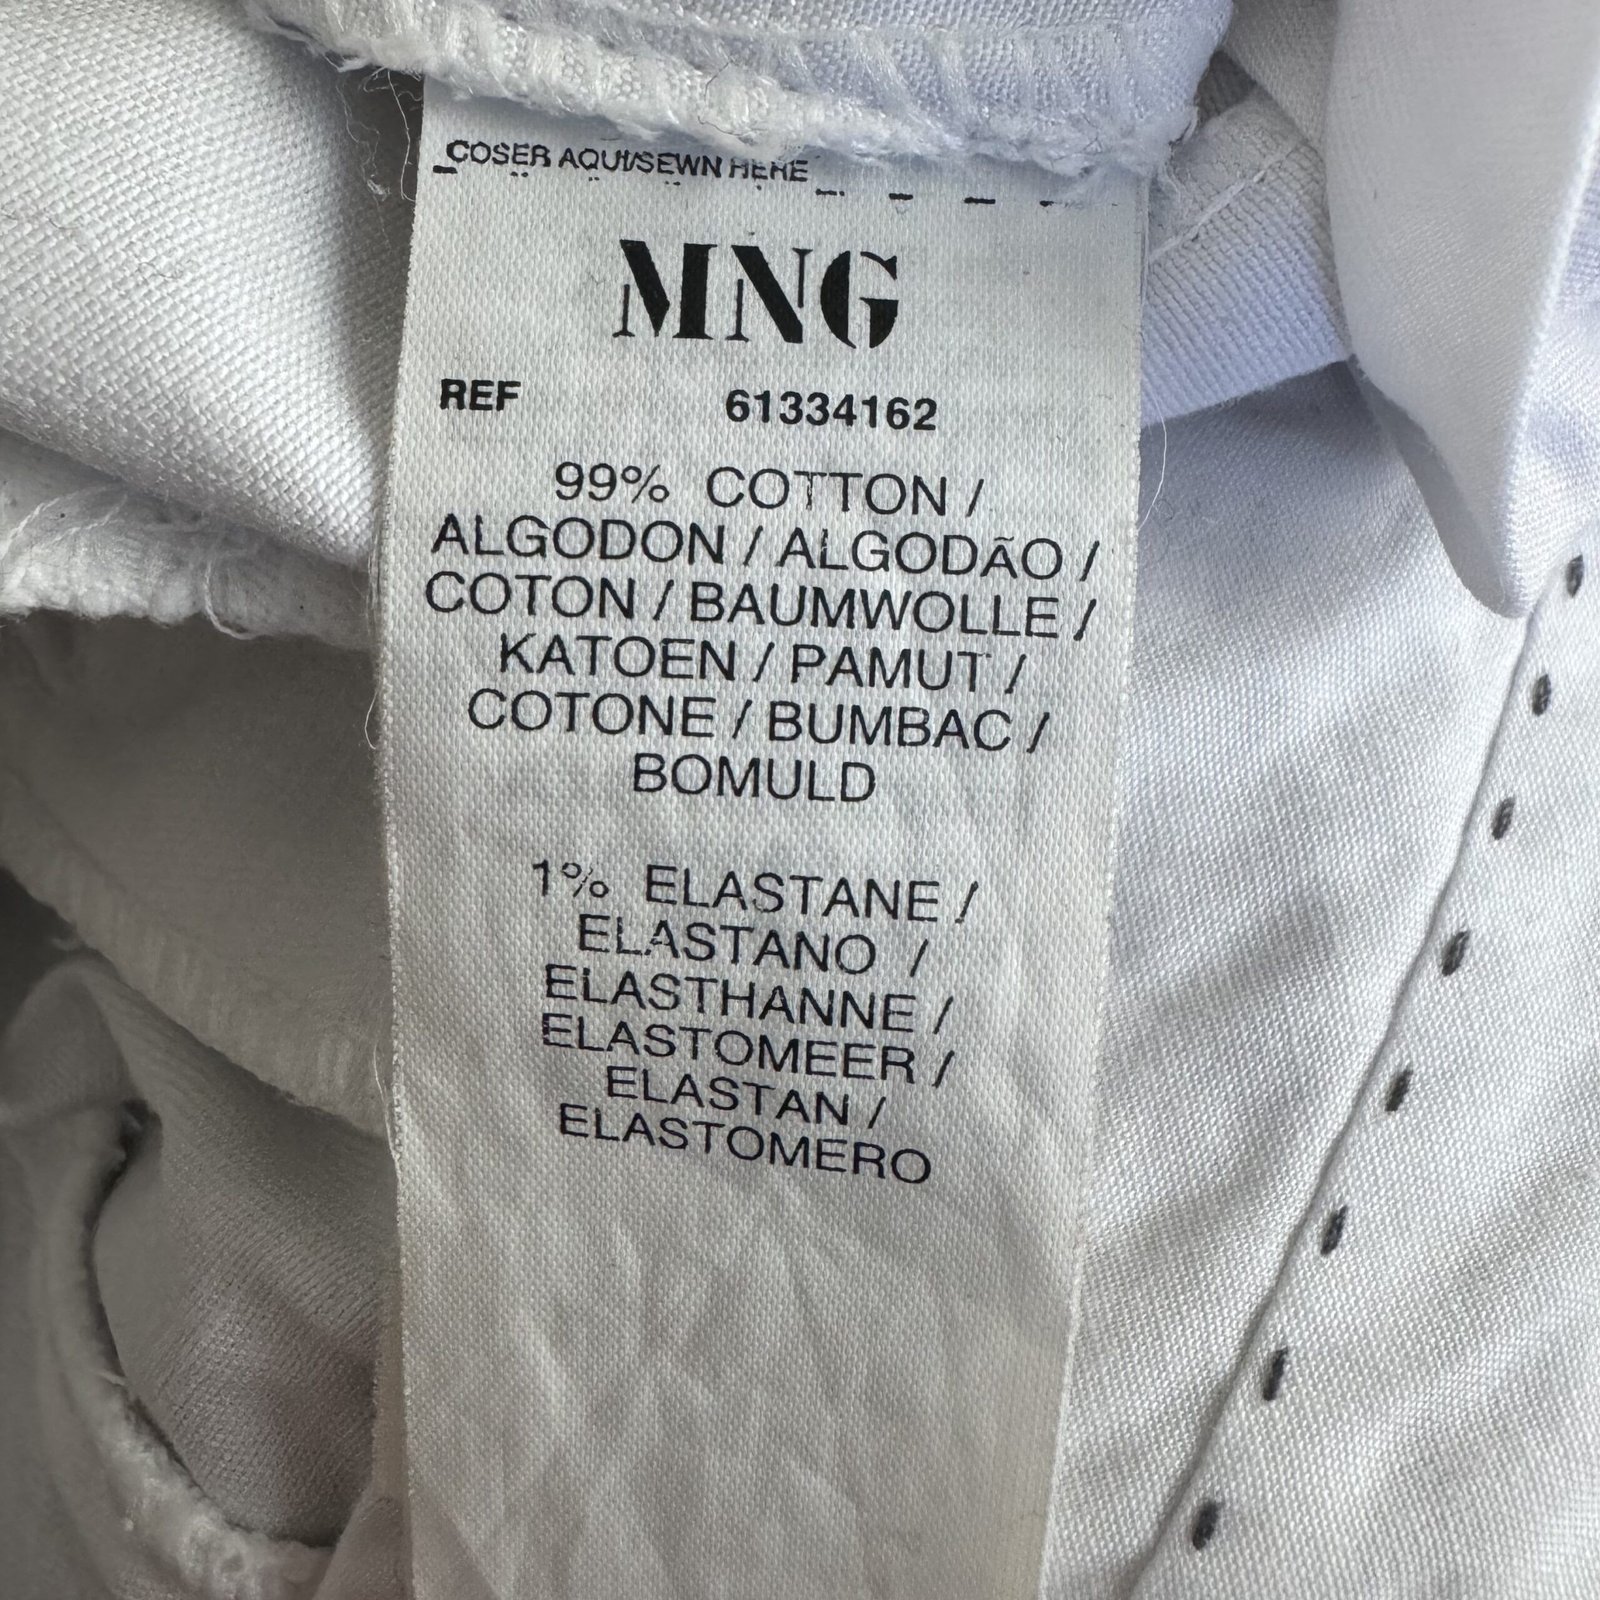 COSER AQUI/SEWN HERE
MNG
REF 61334162
99% COTTON /
ALGODON / ALGODÃO /
COTON / BAUMWOLLE /
KATOEN / PAMUT /
COTONE / BUMBAC /
BOMULD
1% ELASTANE /
ELASTANO /
ELASTHANNE /
ELASTOMEER /
ELASTAN /
ELASTOMERO